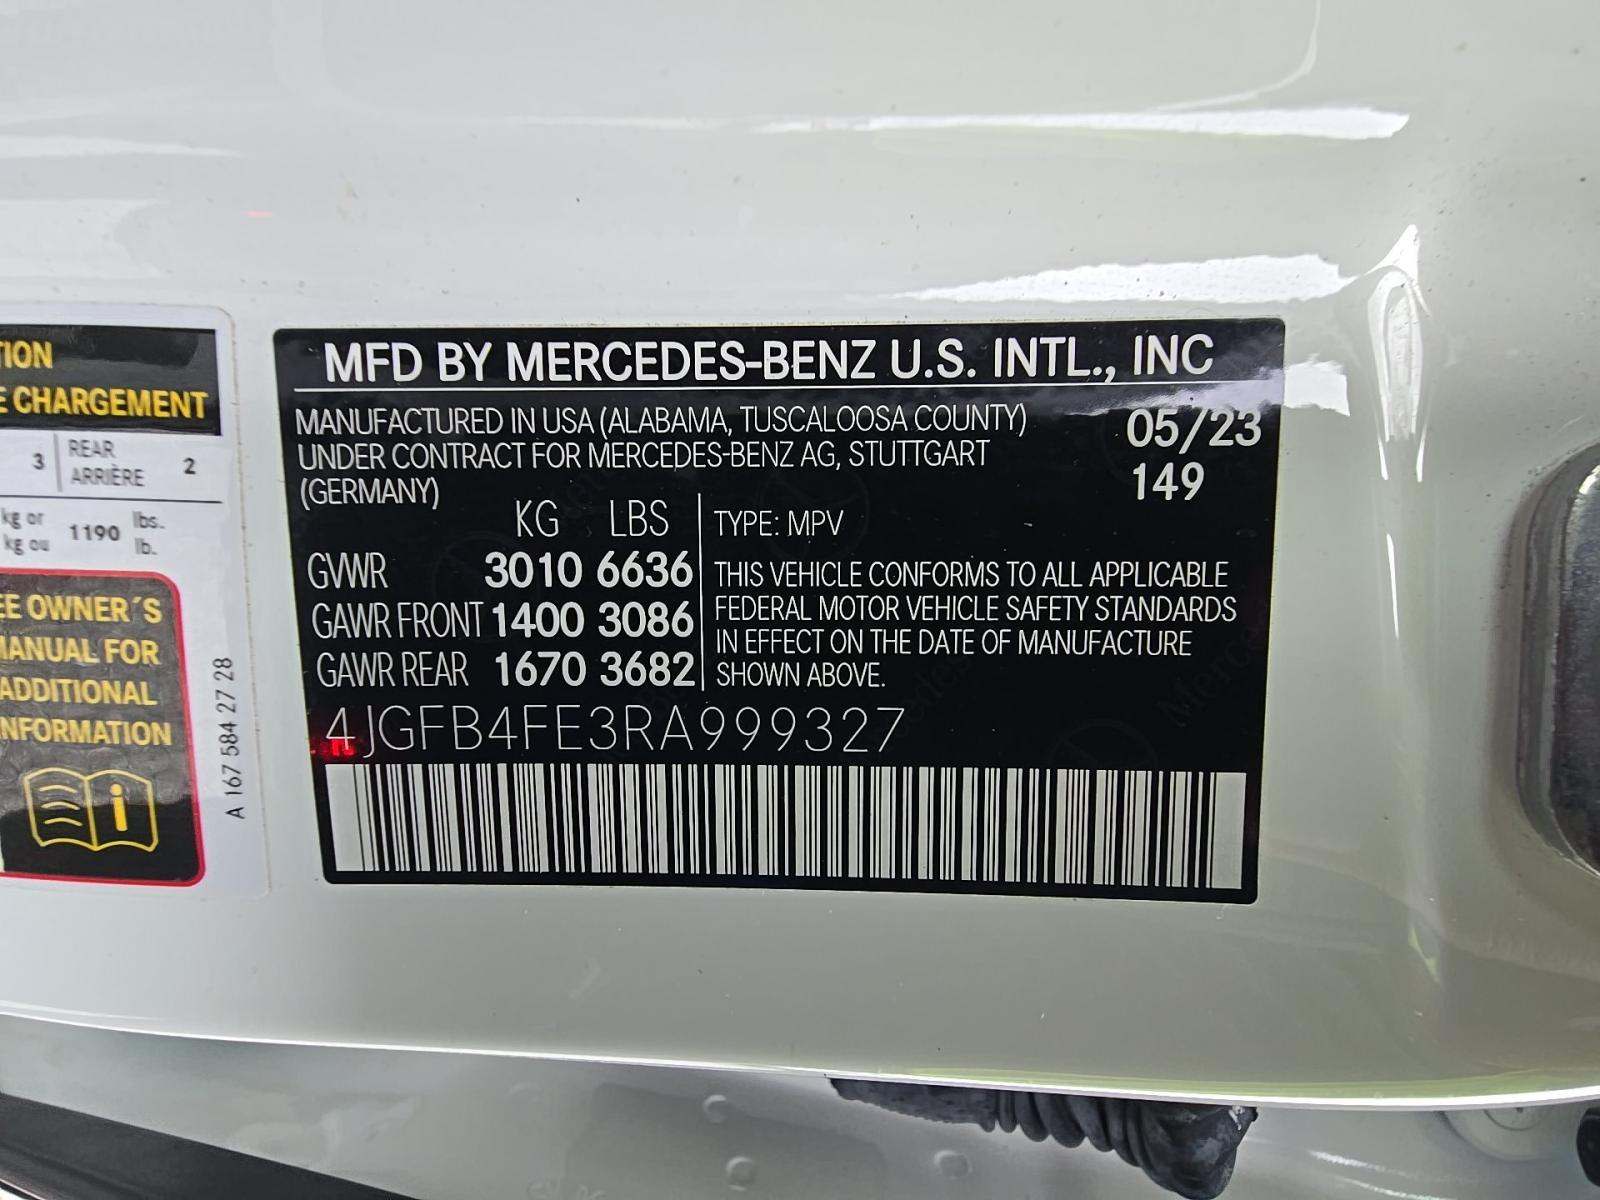 TION
E CHARGEMENT
3 REAR ARRIÈRE 2
kg or
kg ou 1190 lbs.
lb.
EE OWNER´S
MANUAL FOR
ADDITIONAL
INFORMATION
i
A 167 584 27 28
MFD BY MERCEDES-BENZ U.S. INTL., INC
MANUFACTURED IN USA (ALABAMA, TUSCALOOSA COUNTY)
UNDER CONTRACT FOR MERCEDES-BENZ AG, STUTTGART
(GERMANY)
05/23
149
KG LBS
GVWR 3010 6636
GAWR FRONT 1400 3086
GAWR REAR 1670 3682
TYPE: MPV
THIS VEHICLE CONFORMS TO ALL APPLICABLE
FEDERAL MOTOR VEHICLE SAFETY STANDARDS
IN EFFECT ON THE DATE OF MANUFACTURE
SHOWN ABOVE.
4JGFB4FE3RA999327